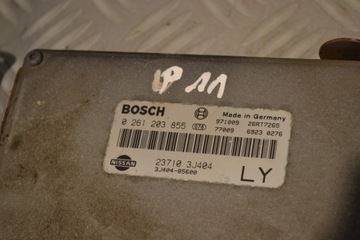 P 11
BOSCH
Made in Germany
971009 26RT7265
0 261 203 855
77009 6923 0276
NISSAN
23710 3J404
3J404-85600
LY